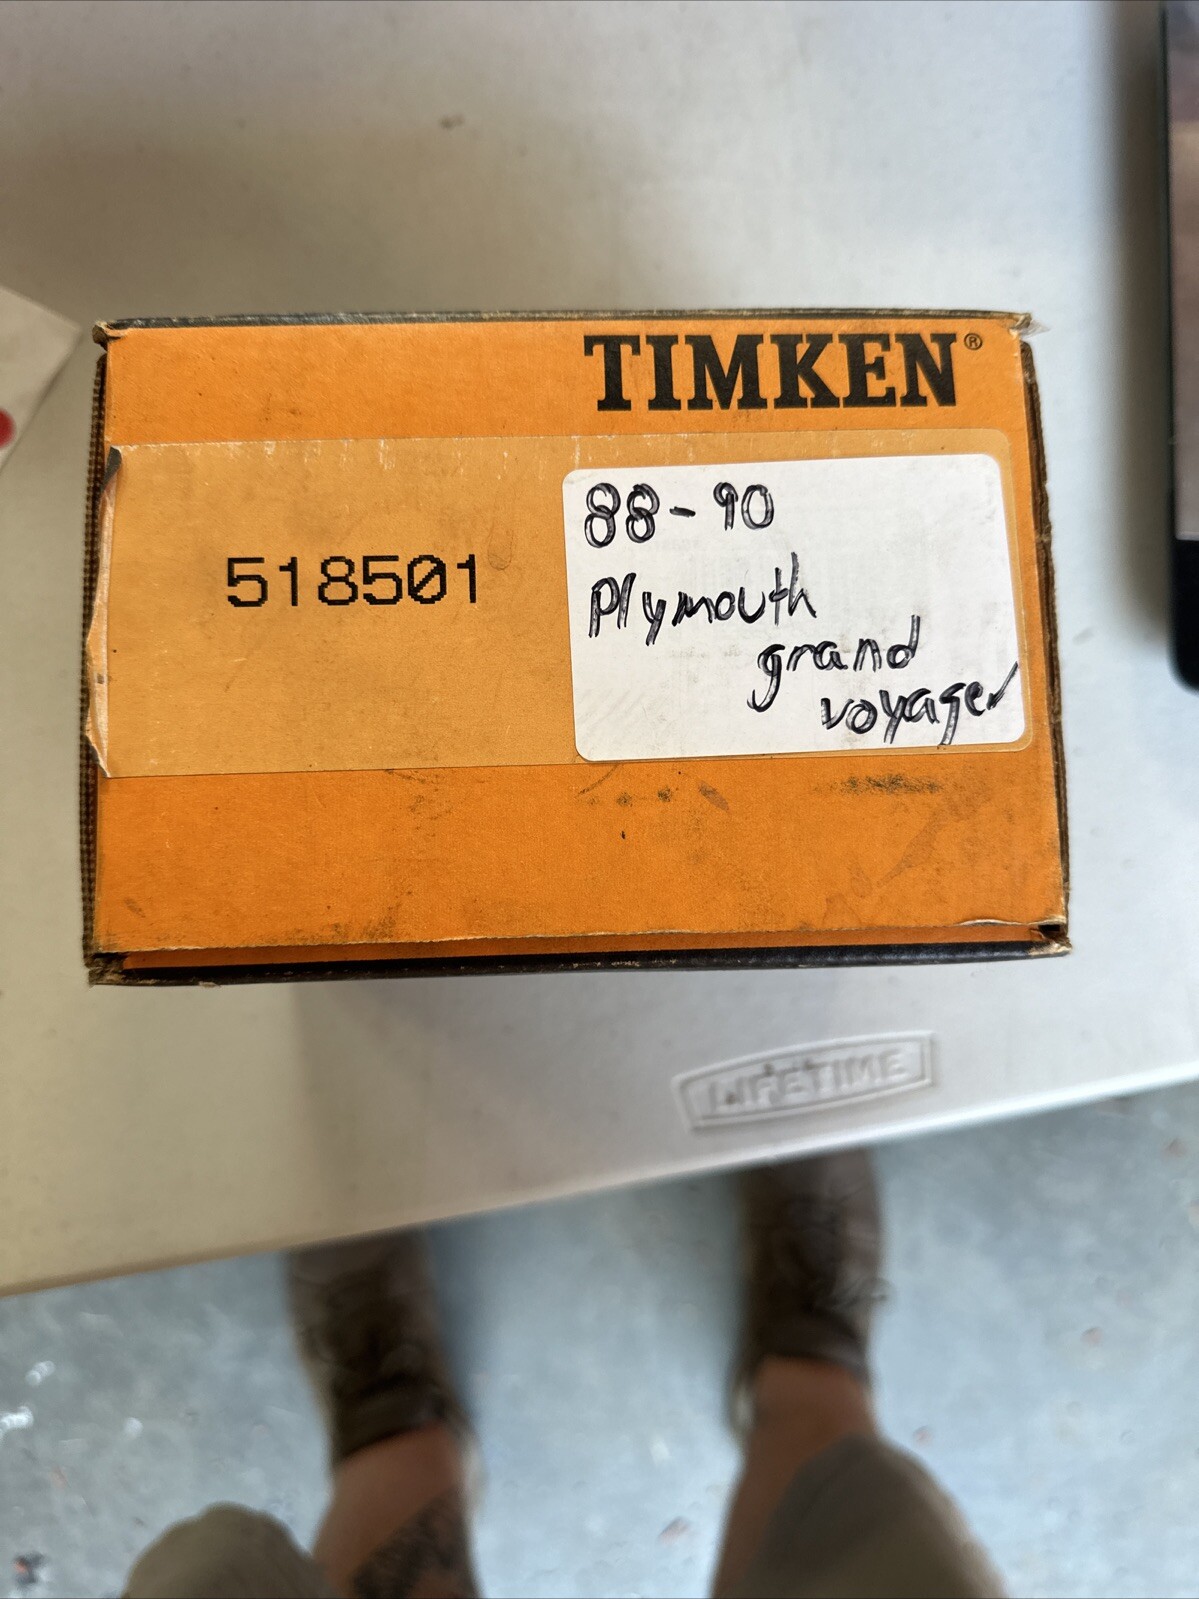 TIMKEN®
518501
88-90
Plymouth
grand
voyager
LIFETIME